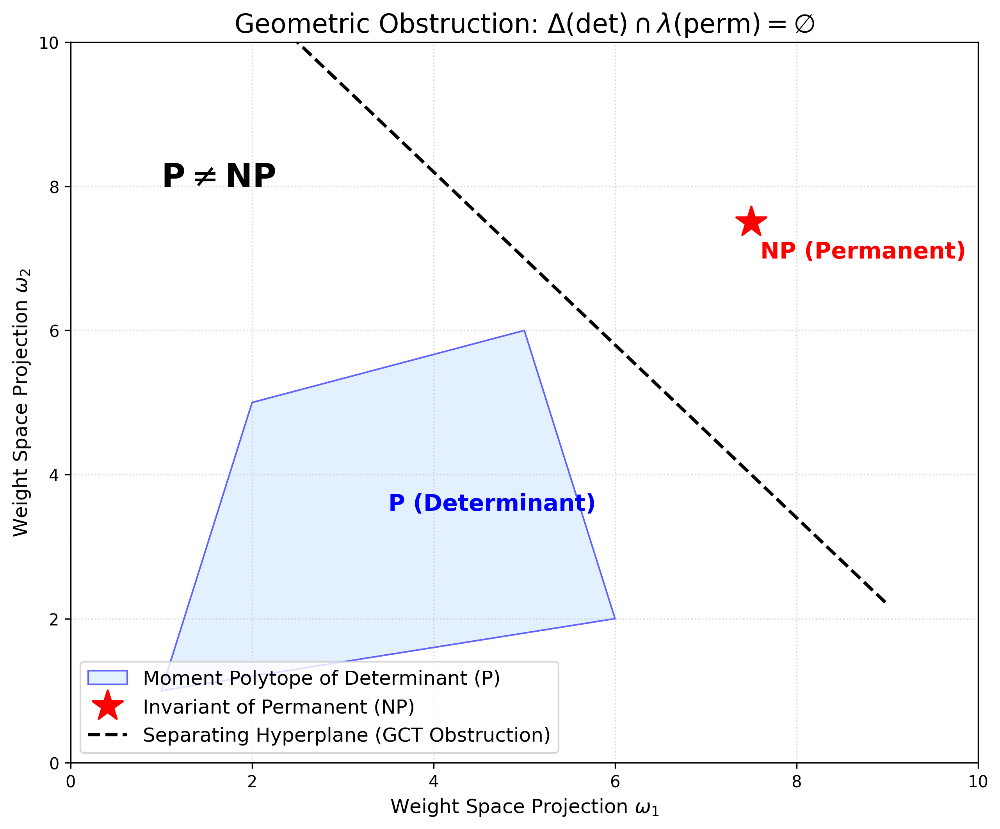 Geometric Obstruction: Δ(det) ∩ λ(perm) = ∅
10
8
6
4
2
0
Weight Space Projection ω₂
P ≠ NP
NP (Permanent)
P (Determinant)
Moment Polytope of Determinant (P)
Invariant of Permanent (NP)
Separating Hyperplane (GCT Obstruction)
0 2 4 6 8 10
Weight Space Projection ω₁